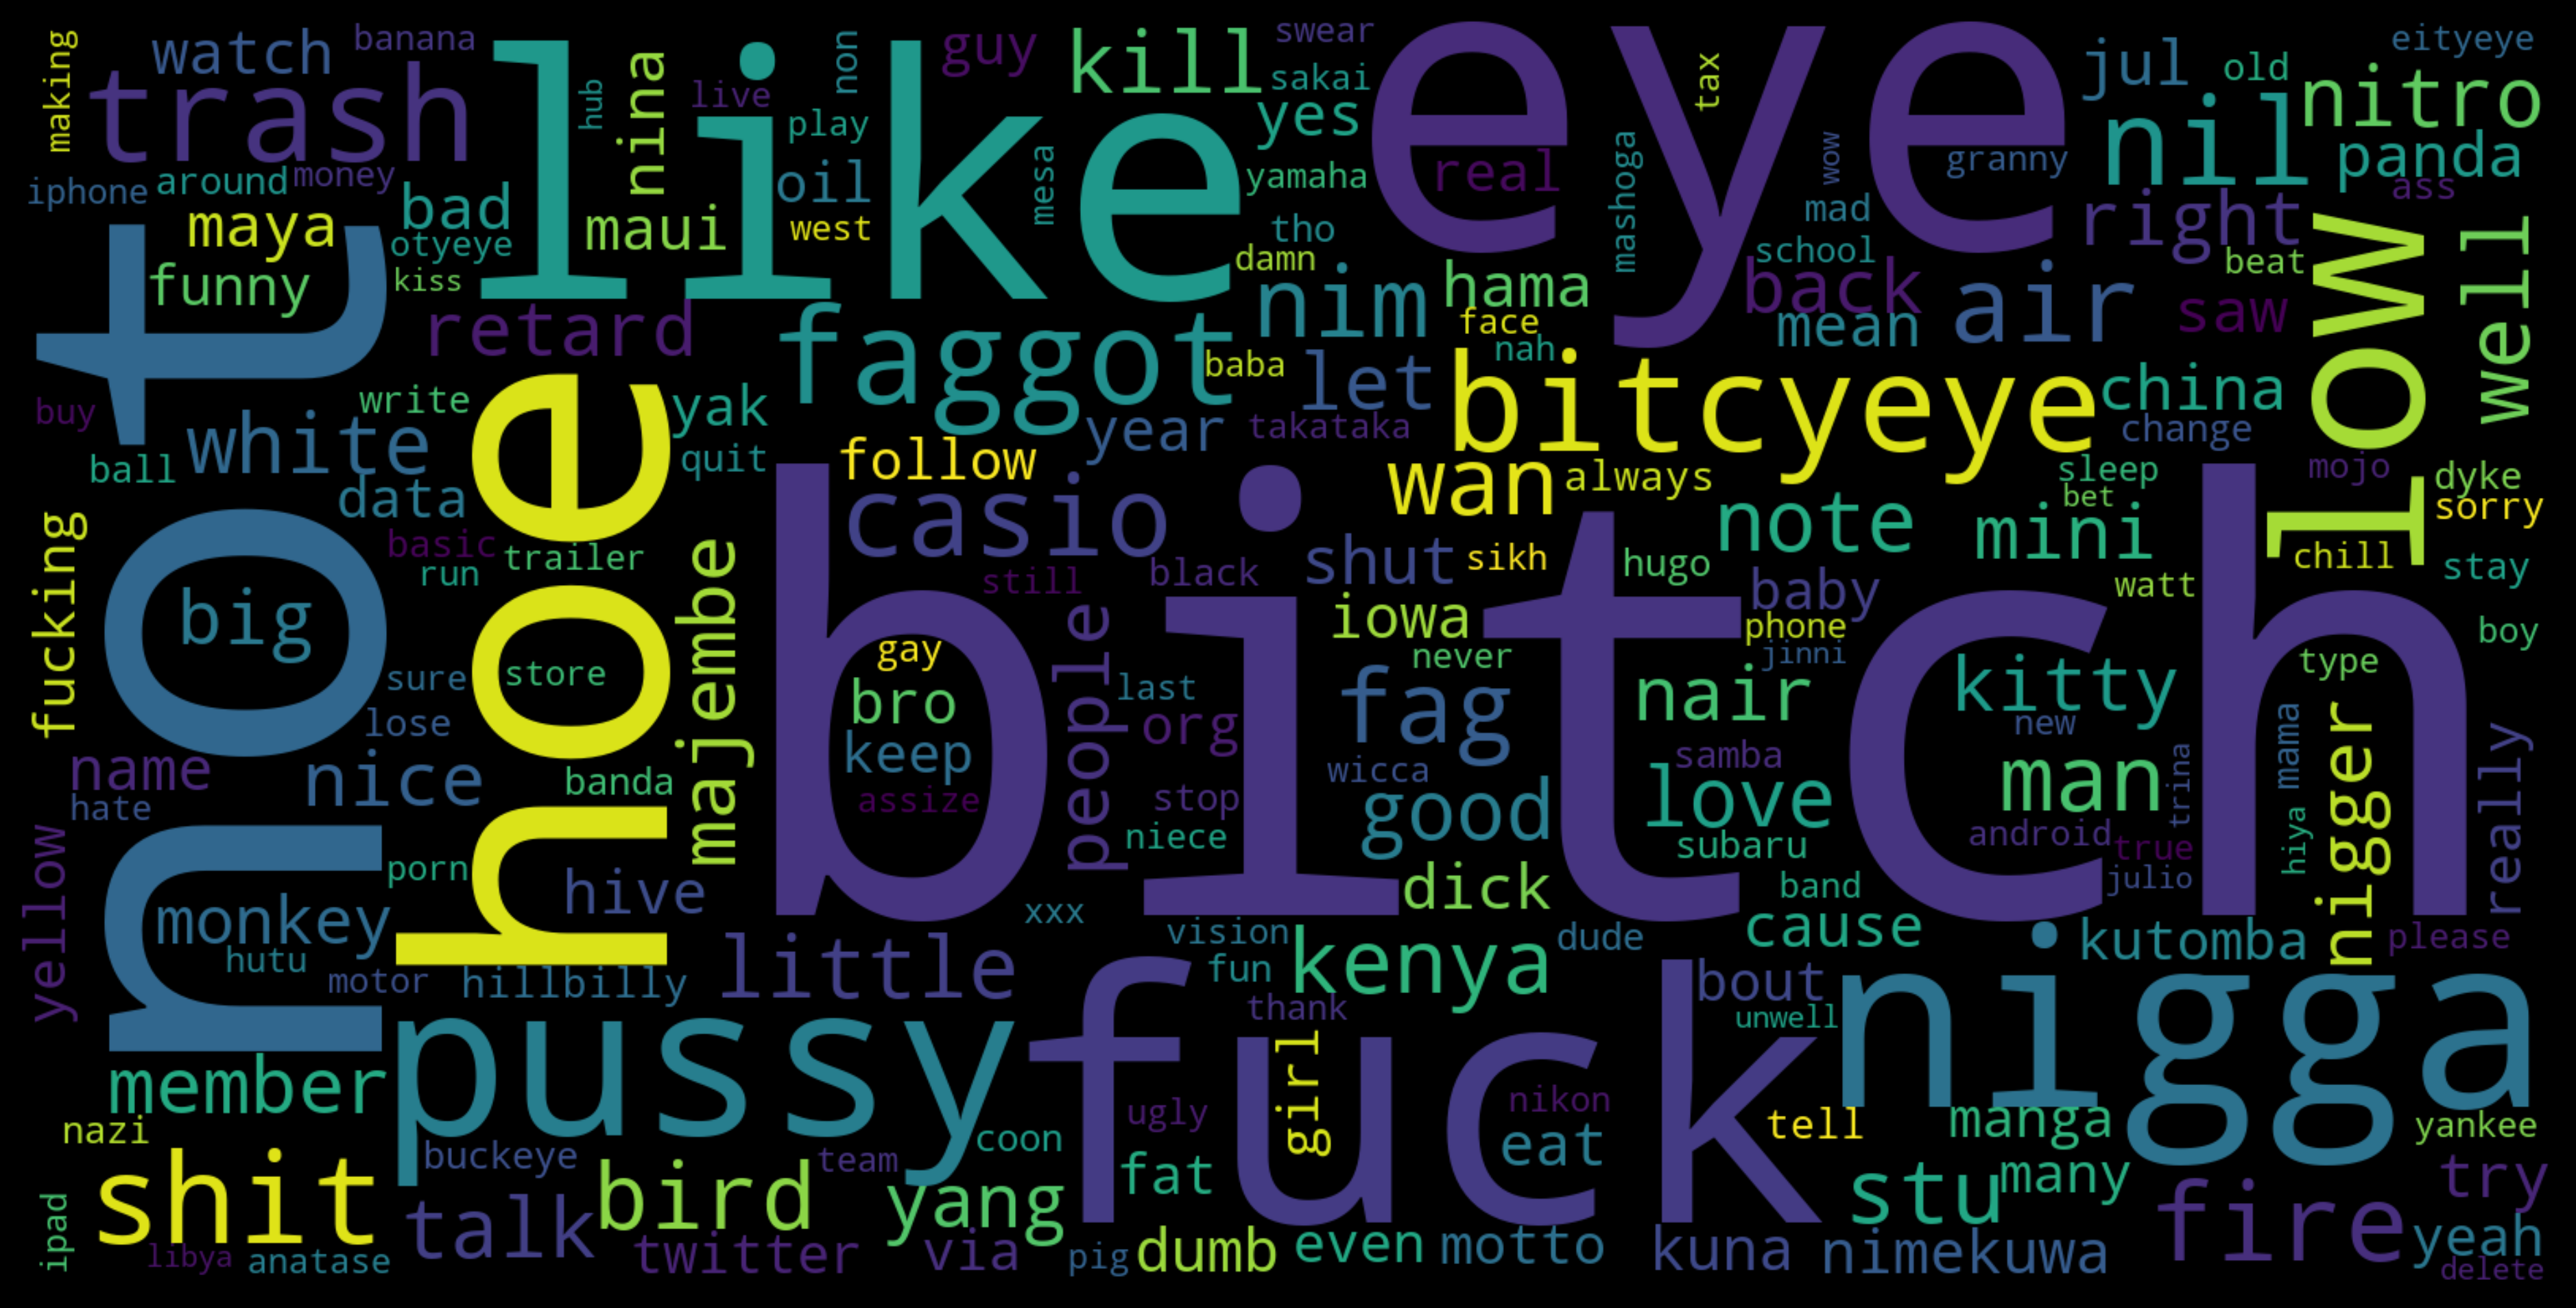 making
watch
banana
like
hub
nina
live
non
guy
kill
swear
eye
tax
jul
old
eityeye
trash
play
sakai
yes
nil
nitro
iphone
around
money
oil
mesa
yamaha
real
mashoga
wow
granny
panda
ass
not
maya
bad
otyeye
maui
west
tho
damn
mad
school
right
low
well
funny
kiss
nim
hama
back
air
beat
retard
faggot
face
nah
mean
saw
buy
white
write
yak
baba
let
bitcyeye
china
ball
data
hoe
quit
follow
year
takataka
change
casio
wan
always
sleep
mojo
dyke
bet
sorry
fucking
basic
run
trailer
majembe
bitch
still
black
shut
sikh
note
hugo
mini
chill
stay
big
people
iowa
baby
watt
phone
boy
sure
store
gay
bro
last
never
fag
nair
jinni
kitty
type
lose
keep
org
new
nigger
name
hate
nice
banda
assize
stop
wicca
samba
man
trina
mama
really
yellow
porn
hive
niece
good
love
subaru
android
true
hiya
julio
monkey
xxx
dick
band
hutu
motor
hillbilly
little
vision
fun
kenya
dude
cause
kutomba
please
thank
bout
unwell
nigga
member
pussy
fuck
girl
nazi
ugly
nikon
tell
manga
yankee
shit
buckeye
team
coon
fat
eat
stu
many
try
ipad
libya
anatase
talk
bird
twitter
yang
via
pig
dumb
even
motto
kuna
nimekuwa
fire
yeah
delete